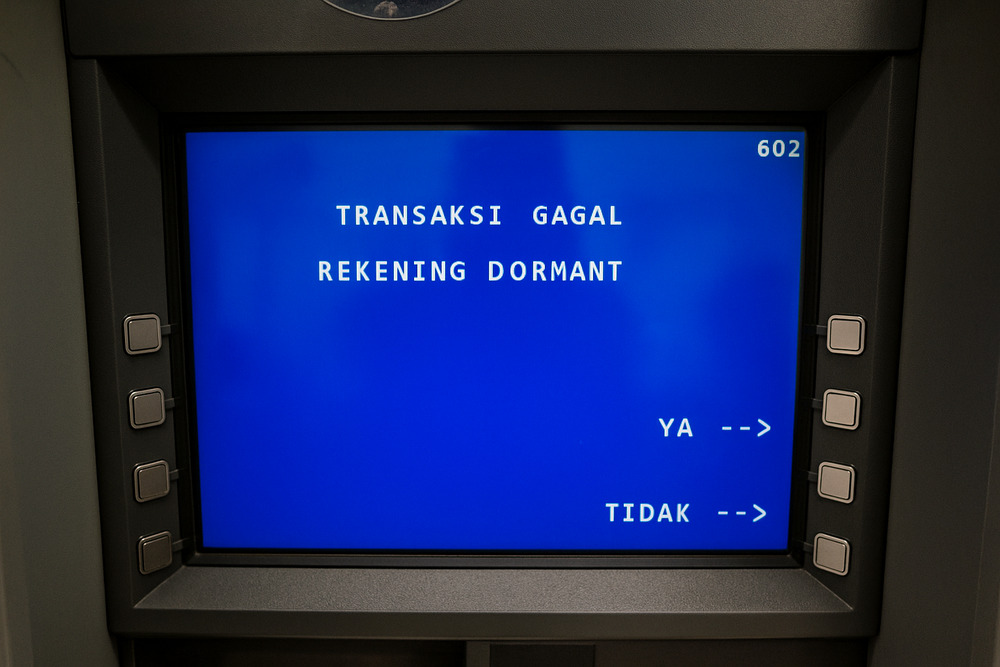 602
TRANSAKSI GAGAL
REKENING DORMANT
YA -->
TIDAK -->